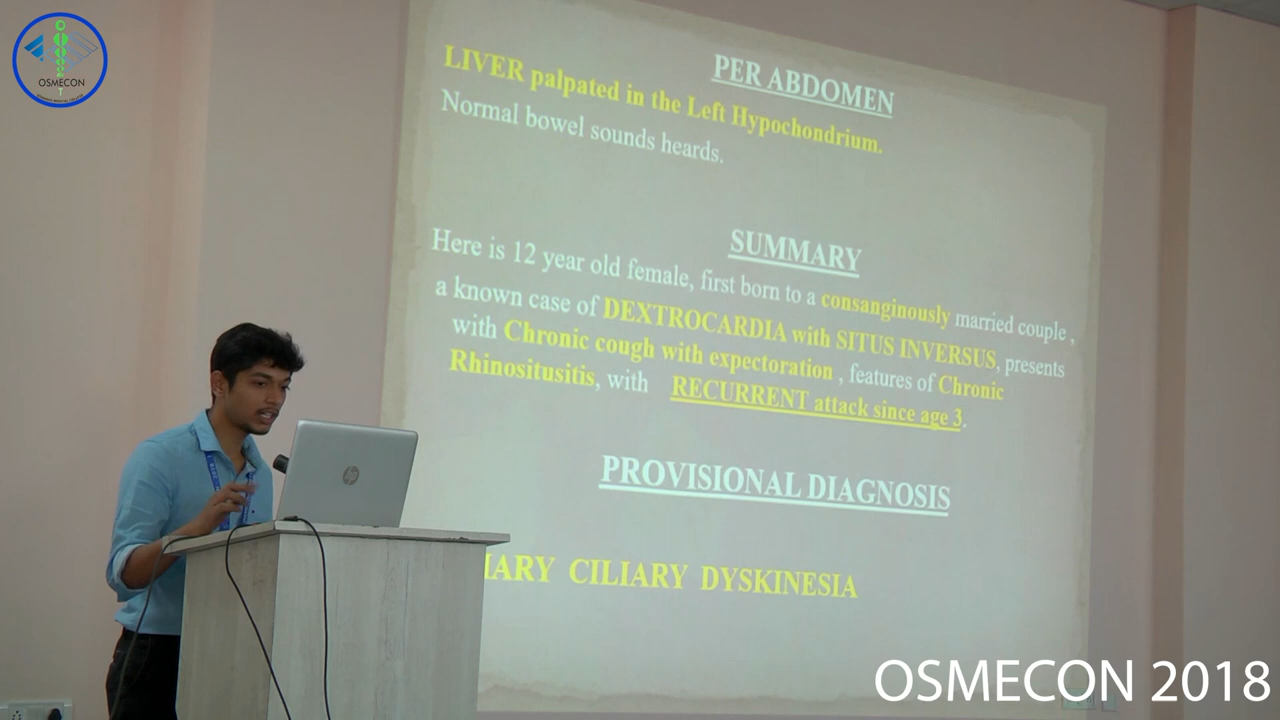 OSMECON
PER ABDOMEN
LIVER palpated in the Left Hypochondrium.
Normal bowel sounds heards.
SUMMARY
Here is 12 year old female, first born to a consanginously married couple ,
a known case of DEXTROCARDIA with SITUS INVERSUS, presents
with Chronic cough with expectoration , features of Chronic
Rhinositusitis, with RECURRENT attack since age 3.
PROVISIONAL DIAGNOSIS
IARY CILIARY DYSKINESIA
hp
OSMECON 2018